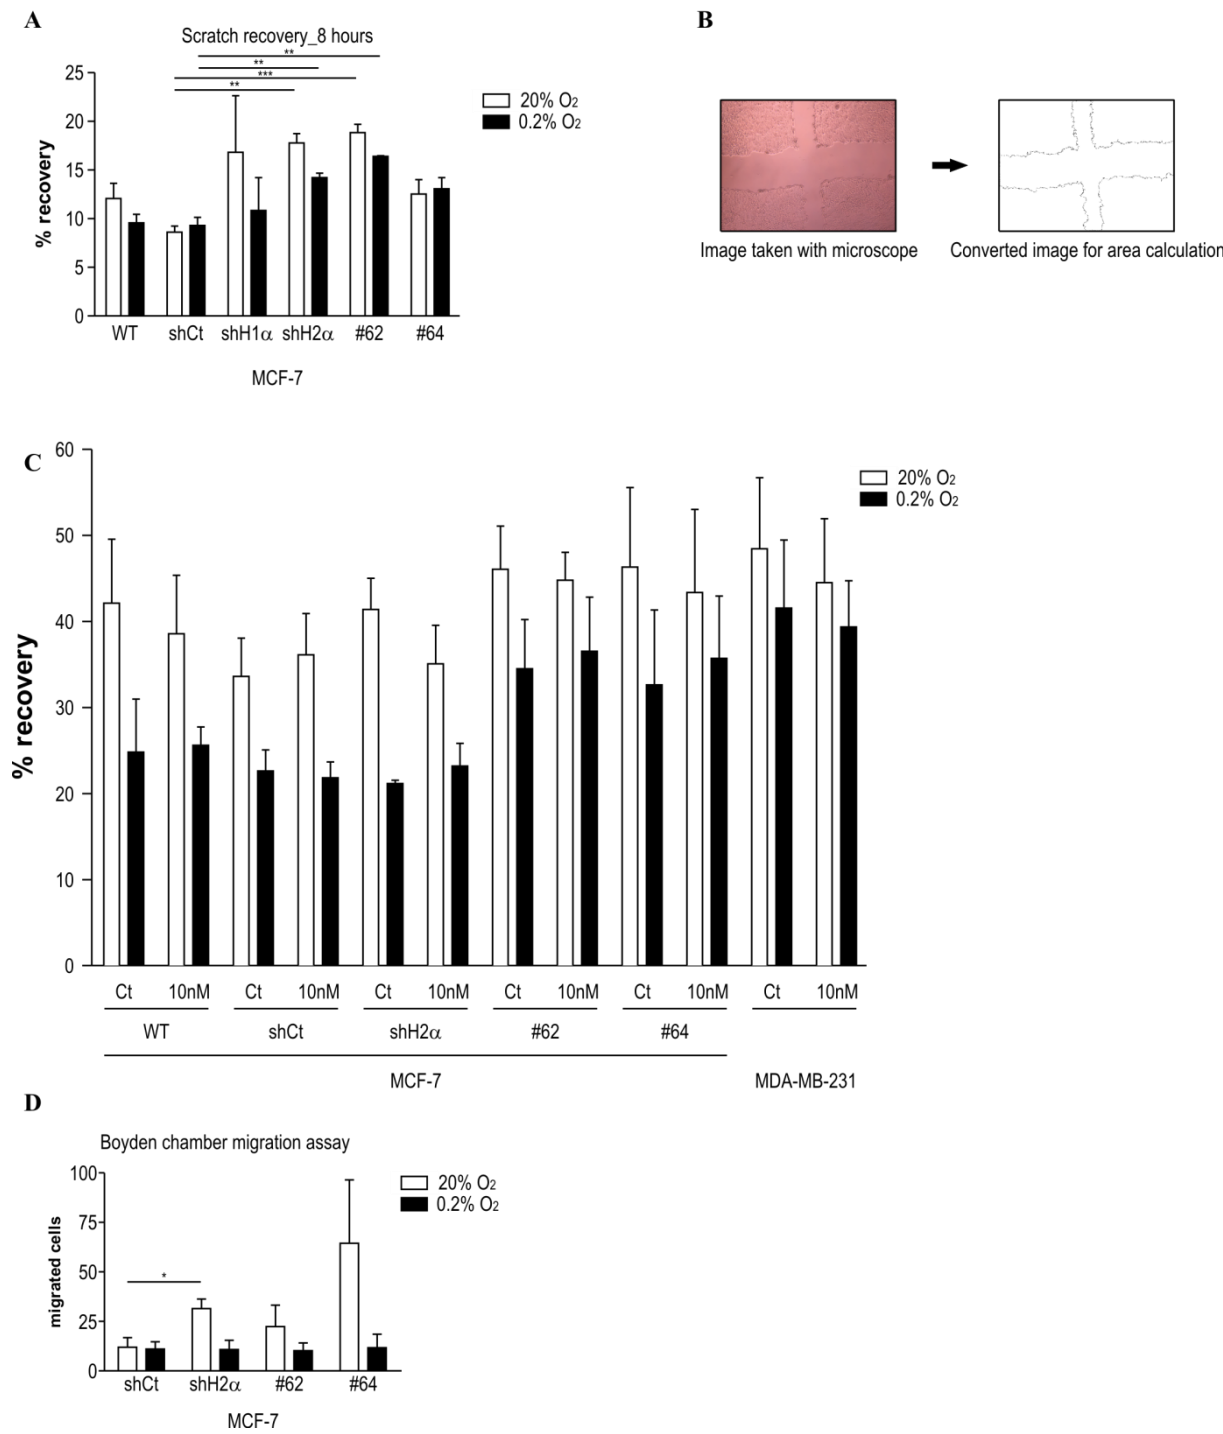 A
Scratch recovery_8 hours
**
**
***
**
25
20
15
10
5
0
% recovery
20% O2
0.2% O2
WT shCt shH1α shH2α #62 #64
MCF-7
B
Image taken with microscope
Converted image for area calculation
C
60
50
40
30
20
10
0
% recovery
20% O2
0.2% O2
Ct 10nM Ct 10nM Ct 10nM Ct 10nM Ct 10nM Ct 10nM
WT shCt shH2α #62 #64
MCF-7 MDA-MB-231
D
Boyden chamber migration assay
100
75
50
25
0
migrated cells
*
20% O2
0.2% O2
shCt shH2α #62 #64
MCF-7